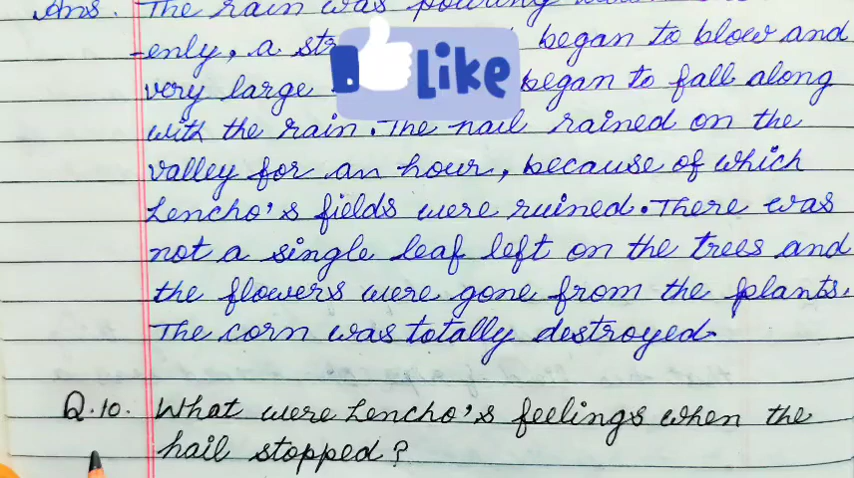 Ans. The rain was pouring
-enly, a began to blow and
very large began to fall along
with the rain. The hail rained on the
valley for an hour, because of which
Lencho's fields were ruined. There was
not a single leaf left on the trees and
the flowers were gone from the plants.
The corn was totally destroyed.
Like
Q.10. What were Lencho's feelings when the
hail stopped?